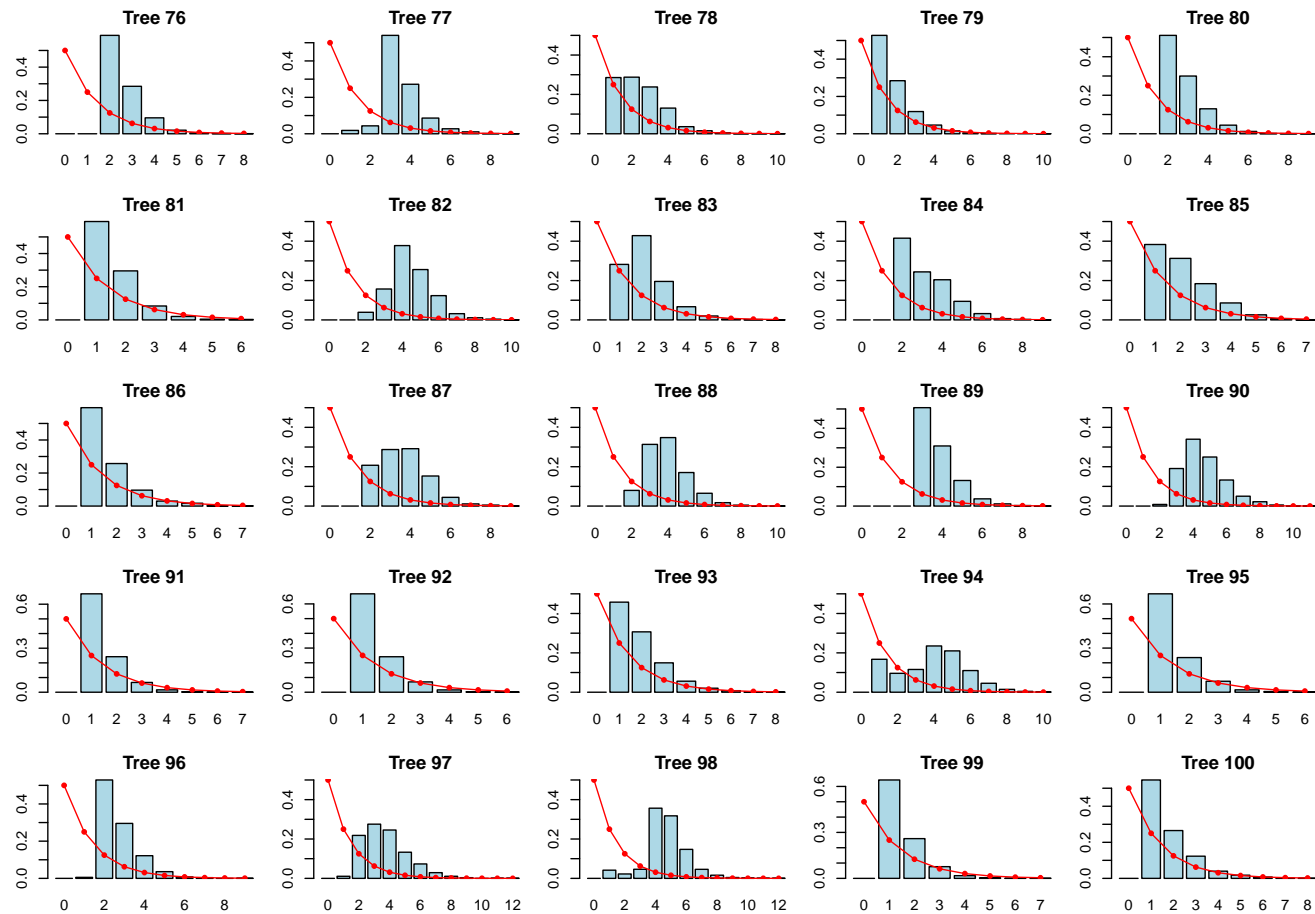 Tree 76 Tree 77 Tree 78 Tree 79 Tree 80
0.0 0.2 0.4 0.0 0.2 0.4 0.0 0.2 0.4 0.0 0.2 0.4 0.0 0.2 0.4
0 1 2 3 4 5 6 7 8 0 2 4 6 8 0 2 4 6 8 10 0 2 4 6 8 10 0 2 4 6 8
Tree 81 Tree 82 Tree 83 Tree 84 Tree 85
0.0 0.2 0.4 0.0 0.2 0.4 0.0 0.2 0.4 0.0 0.2 0.4 0.0 0.2 0.4
0 1 2 3 4 5 6 0 2 4 6 8 10 0 1 2 3 4 5 6 7 8 0 2 4 6 8 0 1 2 3 4 5 6 7
Tree 86 Tree 87 Tree 88 Tree 89 Tree 90
0.0 0.2 0.4 0.0 0.2 0.4 0.0 0.2 0.4 0.0 0.2 0.4 0.0 0.2 0.4
0 1 2 3 4 5 6 7 0 2 4 6 8 0 2 4 6 8 10 0 2 4 6 8 0 2 4 6 8 10
Tree 91 Tree 92 Tree 93 Tree 94 Tree 95
0.0 0.3 0.6 0.0 0.3 0.6 0.0 0.2 0.4 0.0 0.2 0.4 0.0 0.3 0.6
0 1 2 3 4 5 6 7 0 1 2 3 4 5 6 0 1 2 3 4 5 6 7 8 0 2 4 6 8 10 0 1 2 3 4 5 6
Tree 96 Tree 97 Tree 98 Tree 99 Tree 100
0.0 0.2 0.4 0.0 0.2 0.4 0.0 0.2 0.4 0.0 0.3 0.6 0.0 0.2 0.4
0 2 4 6 8 0 2 4 6 8 10 12 0 2 4 6 8 10 12 0 1 2 3 4 5 6 7 0 1 2 3 4 5 6 7 8